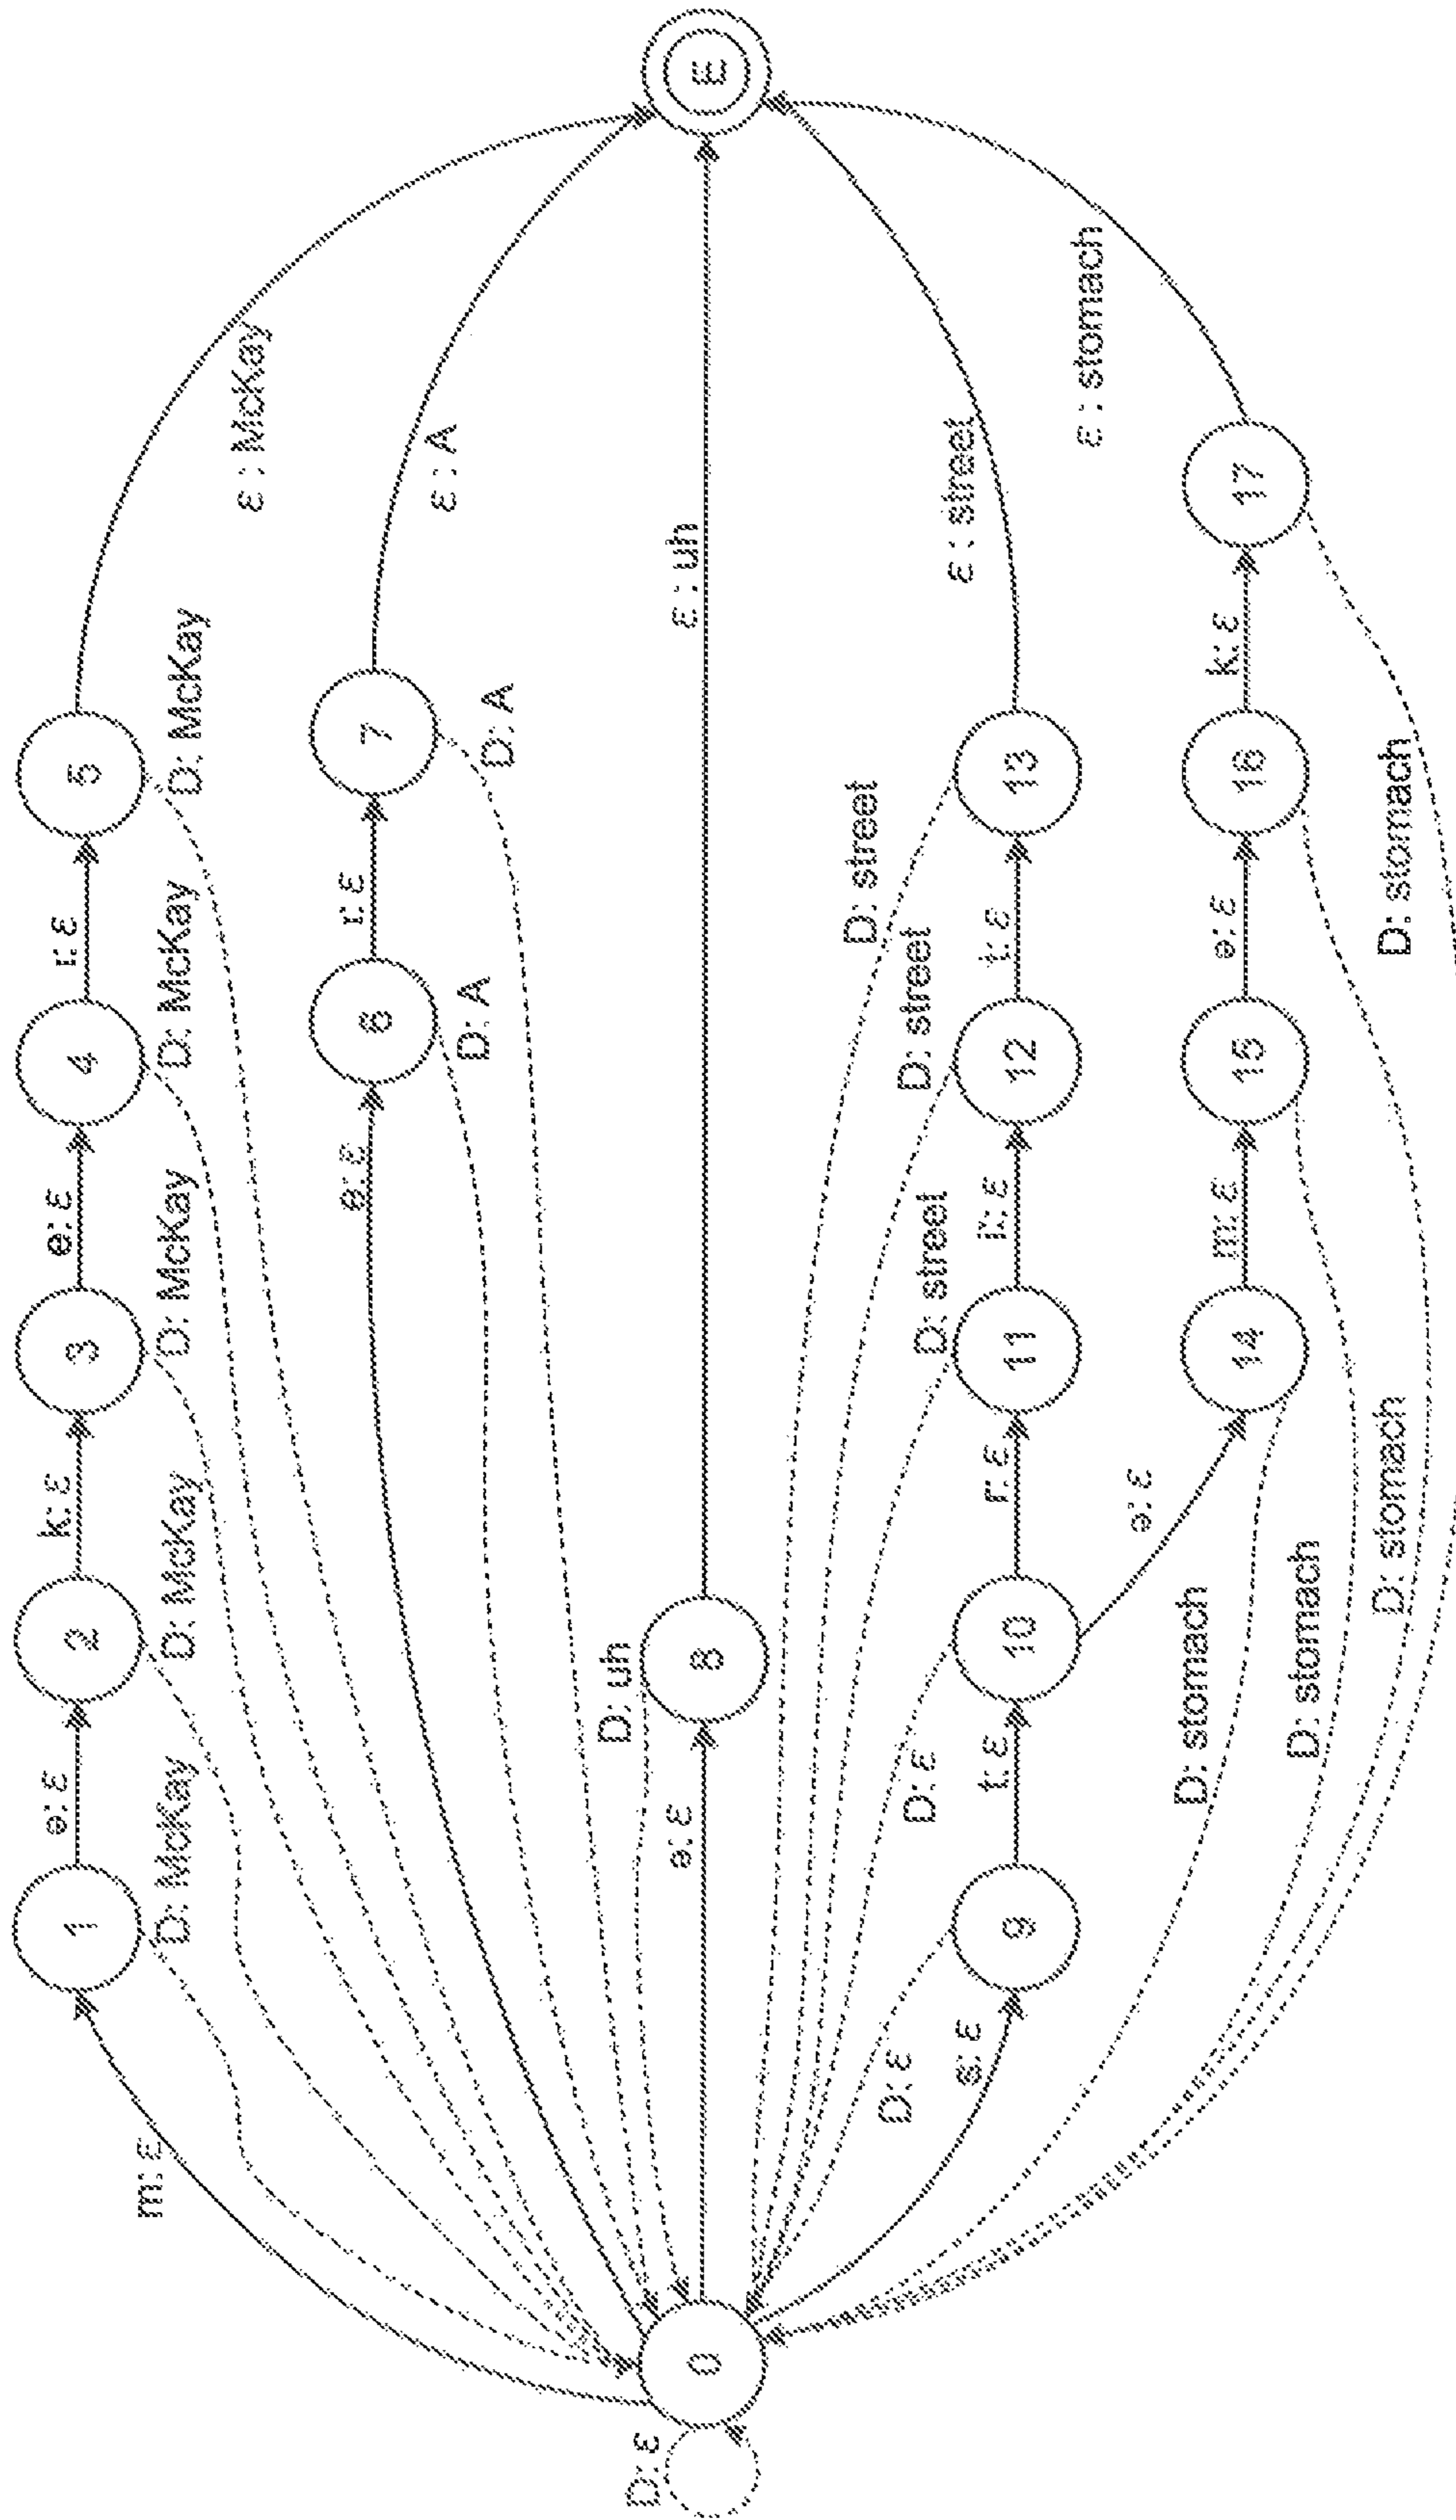 m: ε
1
ə: ε
2
k: ε
3
e: ε
4
ɪ: ε
5
ε : McKay
D: McKay
D: McKay
D: McKay
D: McKay
D: McKay
6
ɪ: ε
7
ε : A
D: A
D: A
D: ε
0
ə: ε
8
D: uh
ε : uh
E
s: ε
9
t: ε
10
r: ε
11
12
t: ε
13
ε : street
D: ε
D: ε
D: street
D: street
D: street
ə: ε
14
m: ε
15
ə: ε
16
k: ε
17
ε : stomach
D: stomach
D: stomach
D: stomach
D: stomach